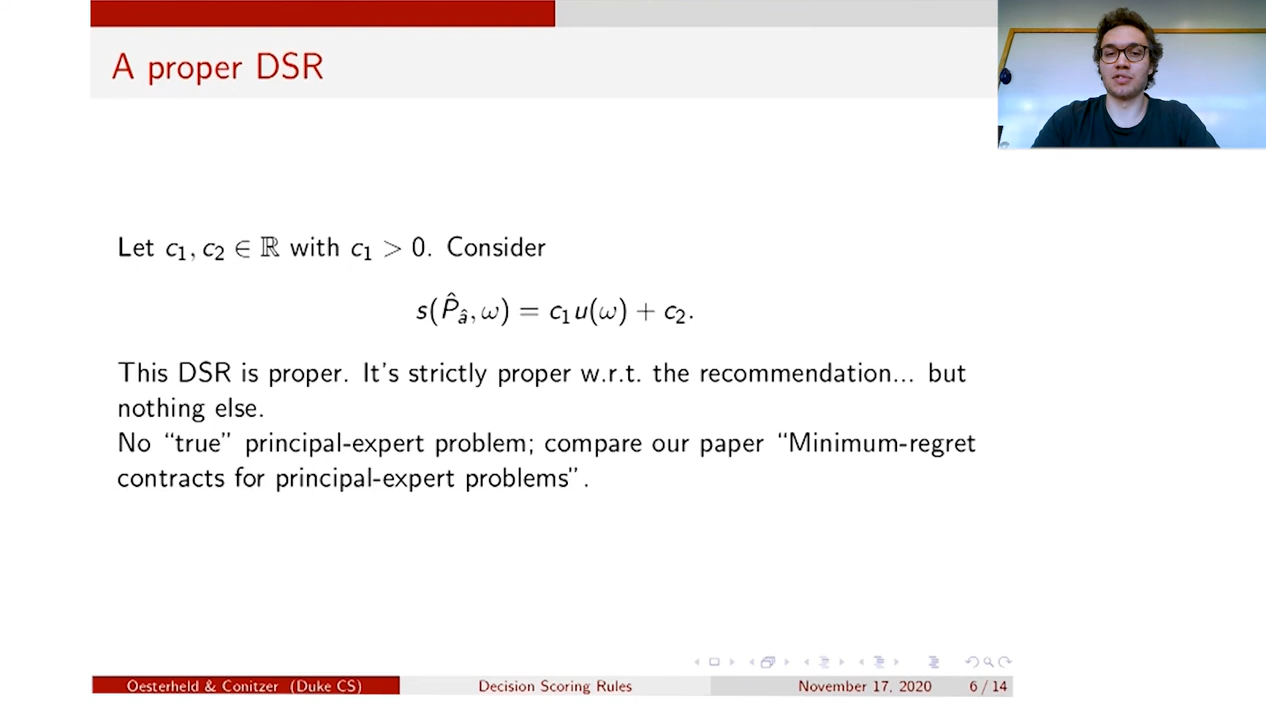 A proper DSR
Let c₁, c₂ ∈ ℝ with c₁ > 0. Consider
s(P̂_â, ω) = c₁u(ω) + c₂.
This DSR is proper. It's strictly proper w.r.t. the recommendation... but
nothing else.
No “true” principal-expert problem; compare our paper “Minimum-regret
contracts for principal-expert problems”.
Oesterheld & Conitzer (Duke CS)
Decision Scoring Rules
November 17, 2020
6 / 14